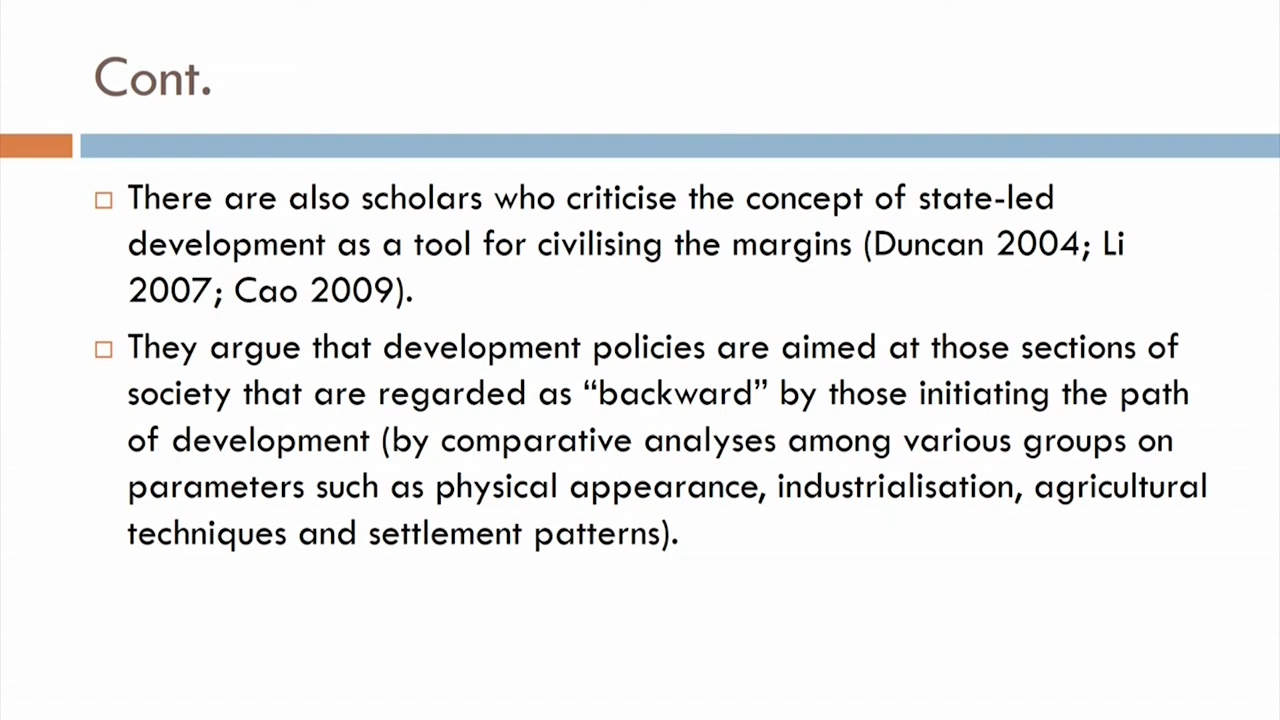 Cont.
There are also scholars who criticise the concept of state-led
development as a tool for civilising the margins (Duncan 2004; Li
2007; Cao 2009).
They argue that development policies are aimed at those sections of
society that are regarded as “backward” by those initiating the path
of development (by comparative analyses among various groups on
parameters such as physical appearance, industrialisation, agricultural
techniques and settlement patterns).